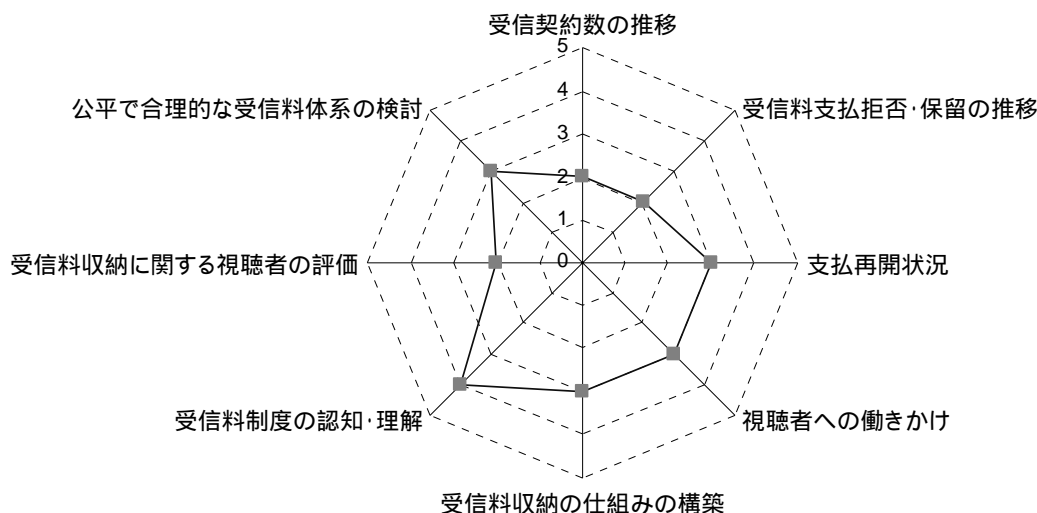 受信契約数の推移
5
4
3
2
1
0
受信料支払拒否･保留の推移
支払再開状況
視聴者への働きかけ
受信料収納の仕組みの構築
受信料制度の認知･理解
受信料収納に関する視聴者の評価
公平で合理的な受信料体系の検討